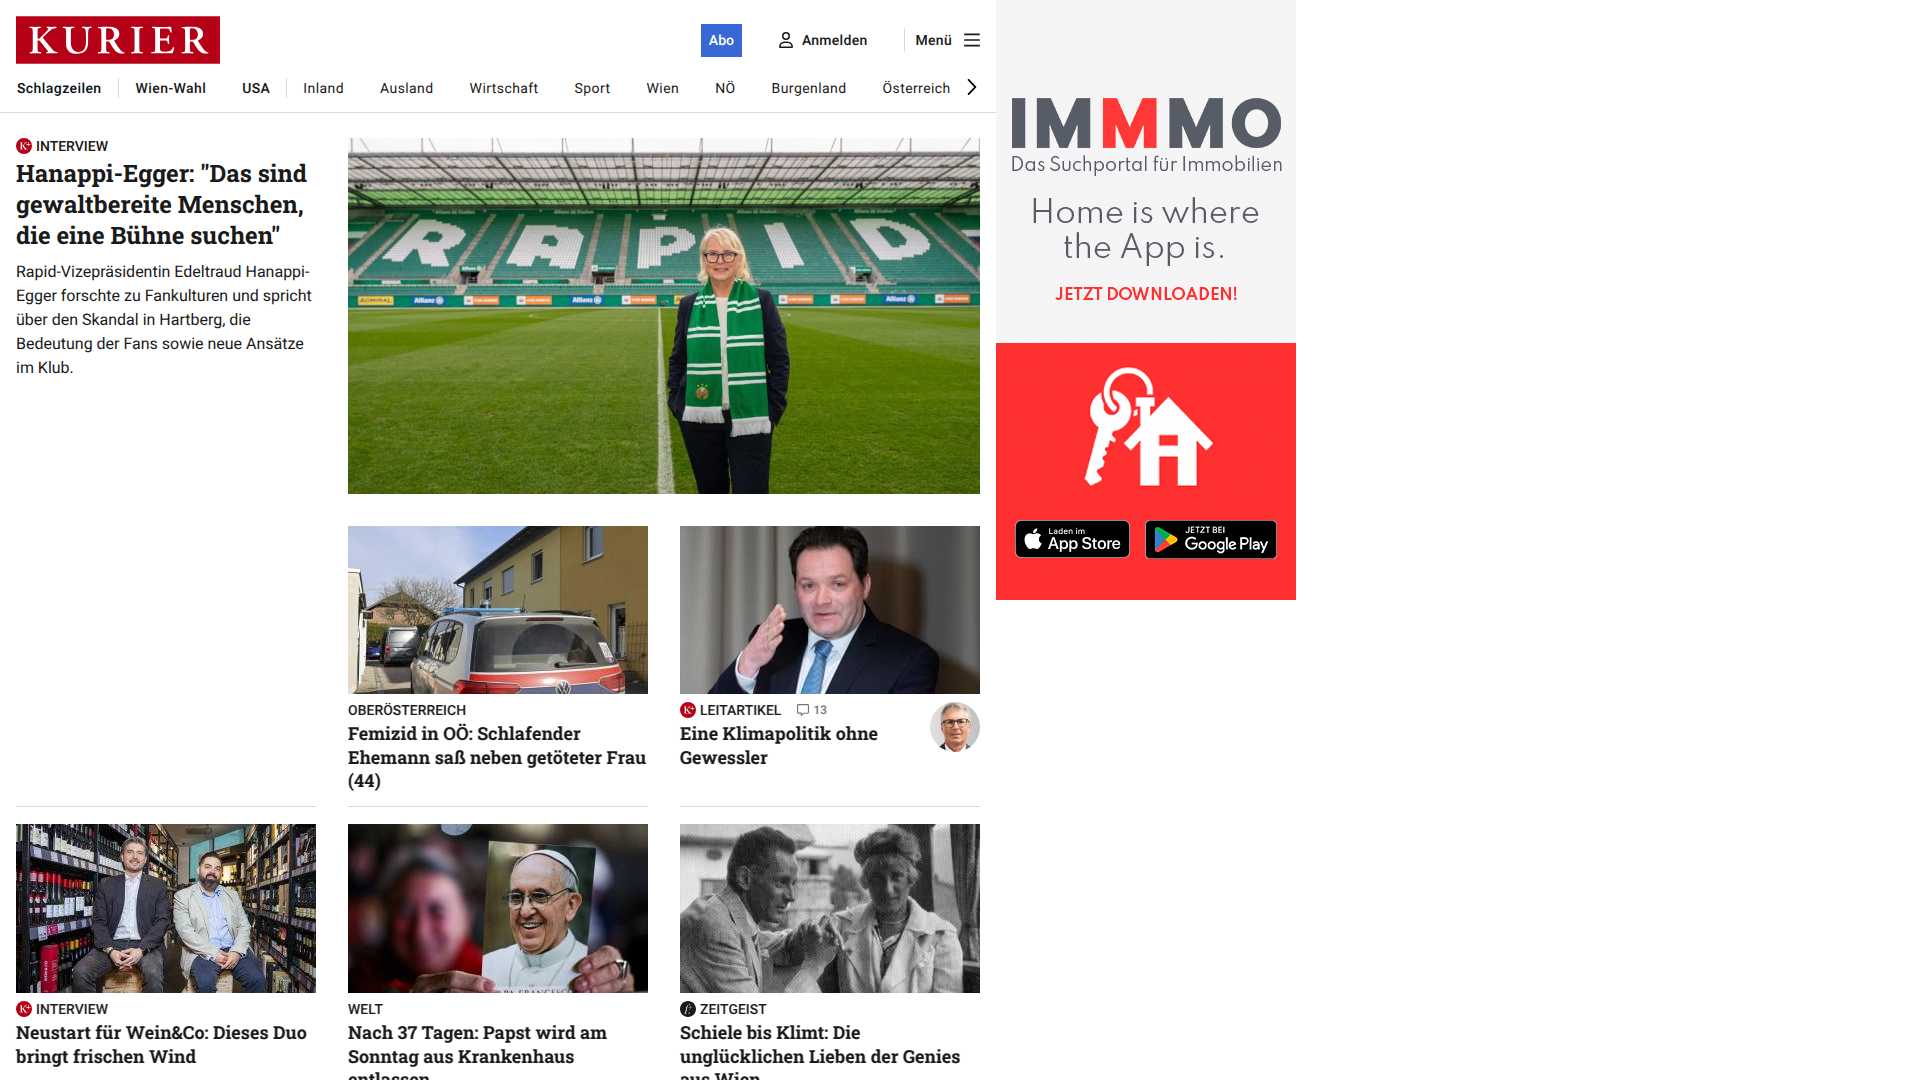 KURIER
Abo
Anmelden
Menü
Schlagzeilen
Wien-Wahl
USA
Inland
Ausland
Wirtschaft
Sport
Wien
NÖ
Burgenland
Österreich
INTERVIEW
Hanappi-Egger: "Das sind
gewaltbereite Menschen,
die eine Bühne suchen"
Rapid-Vizepräsidentin Edeltraud Hanappi-
Egger forschte zu Fankulturen und spricht
über den Skandal in Hartberg, die
Bedeutung der Fans sowie neue Ansätze
im Klub.
RAPID
OBERÖSTERREICH
Femizid in OÖ: Schlafender
Ehemann saß neben getöteter Frau
(44)
LEITARTIKEL 13
Eine Klimapolitik ohne
Gewessler
INTERVIEW
Neustart für Wein&Co: Dieses Duo
bringt frischen Wind
WELT
Nach 37 Tagen: Papst wird am
Sonntag aus Krankenhaus
entlassen
ZEITGEIST
Schiele bis Klimt: Die
unglücklichen Lieben der Genies
aus Wien
IMMMO
Das Suchportal für Immobilien
Home is where
the App is.
JETZT DOWNLOADEN!
Laden im
App Store
JETZT BEI
Google Play